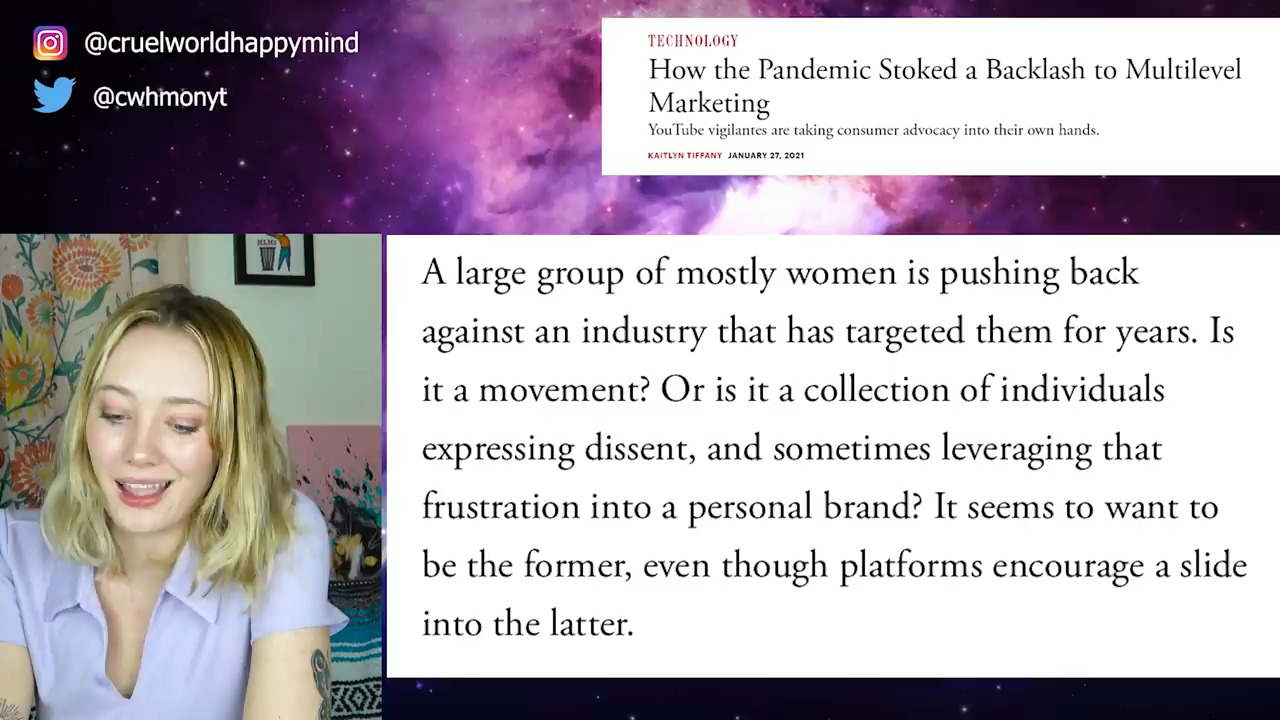 @cruelworldhappymind
@cwhmonyt
TECHNOLOGY
How the Pandemic Stoked a Backlash to Multilevel
Marketing
YouTube vigilantes are taking consumer advocacy into their own hands.
KAITLYN TIFFANY JANUARY 27, 2021
MLMS
A large group of mostly women is pushing back
against an industry that has targeted them for years. Is
it a movement? Or is it a collection of individuals
expressing dissent, and sometimes leveraging that
frustration into a personal brand? It seems to want to
be the former, even though platforms encourage a slide
into the latter.